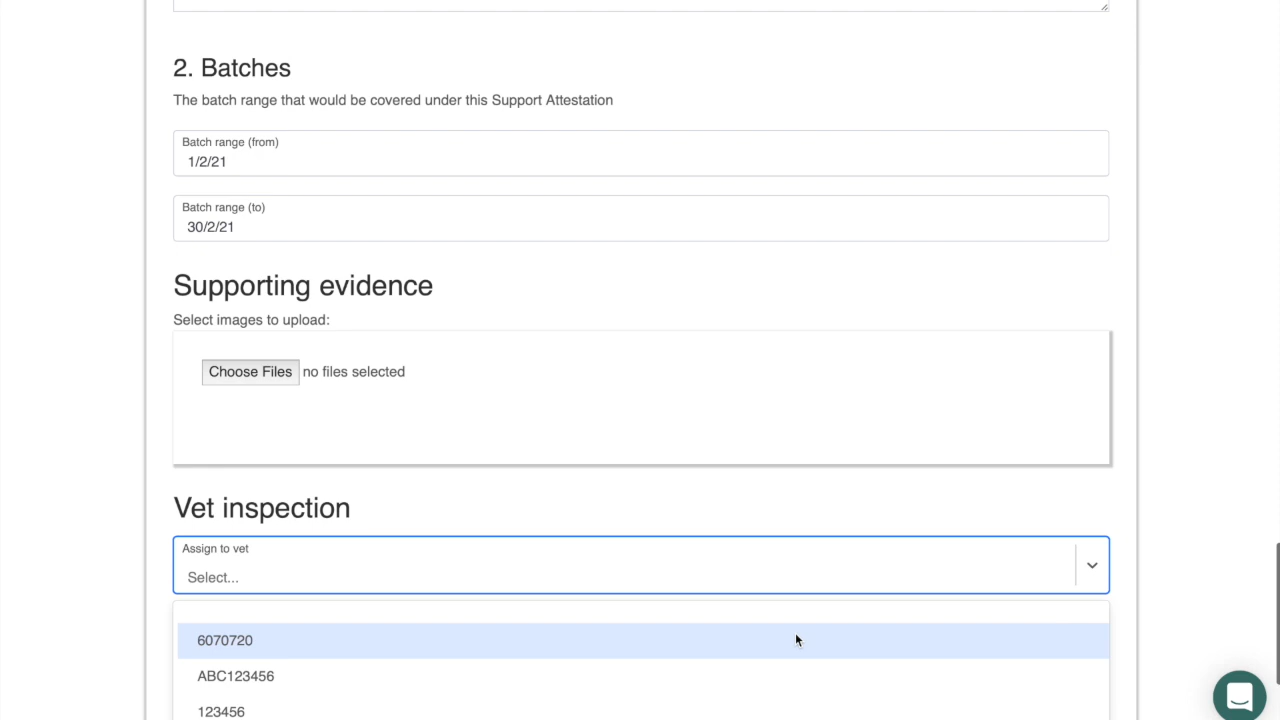 2. Batches
The batch range that would be covered under this Support Attestation
Batch range (from)
1/2/21
Batch range (to)
30/2/21
Supporting evidence
Select images to upload:
Choose Files no files selected
Vet inspection
Assign to vet
Select...
6070720
ABC123456
123456